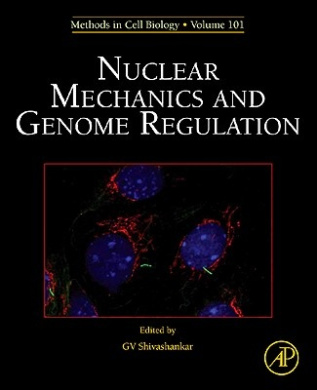 Methods in Cell Biology • Volume 101
NUCLEAR
MECHANICS AND
GENOME REGULATION
Edited by
GV Shivashankar
AP